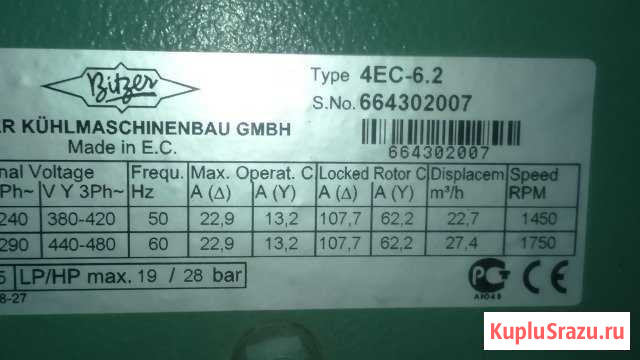 Bitzer
Type 4EC-6.2
S.No. 664302007
R KÜHLMASCHINENBAU GMBH
Made in E.C.
664302007
nal Voltage Frequ. Max. Operat. C Locked Rotor C Displacem Speed
Ph~ V Y 3Ph~ Hz A (Δ) A (Y) A (Δ) A (Y) m³/h RPM
240 380-420 50 22,9 13,2 107,7 62,2 22,7 1450
290 440-480 60 22,9 13,2 107,7 62,2 27,4 1750
5 LP/HP max. 19 / 28 bar
8-27
CE
KupluSrazu.ru